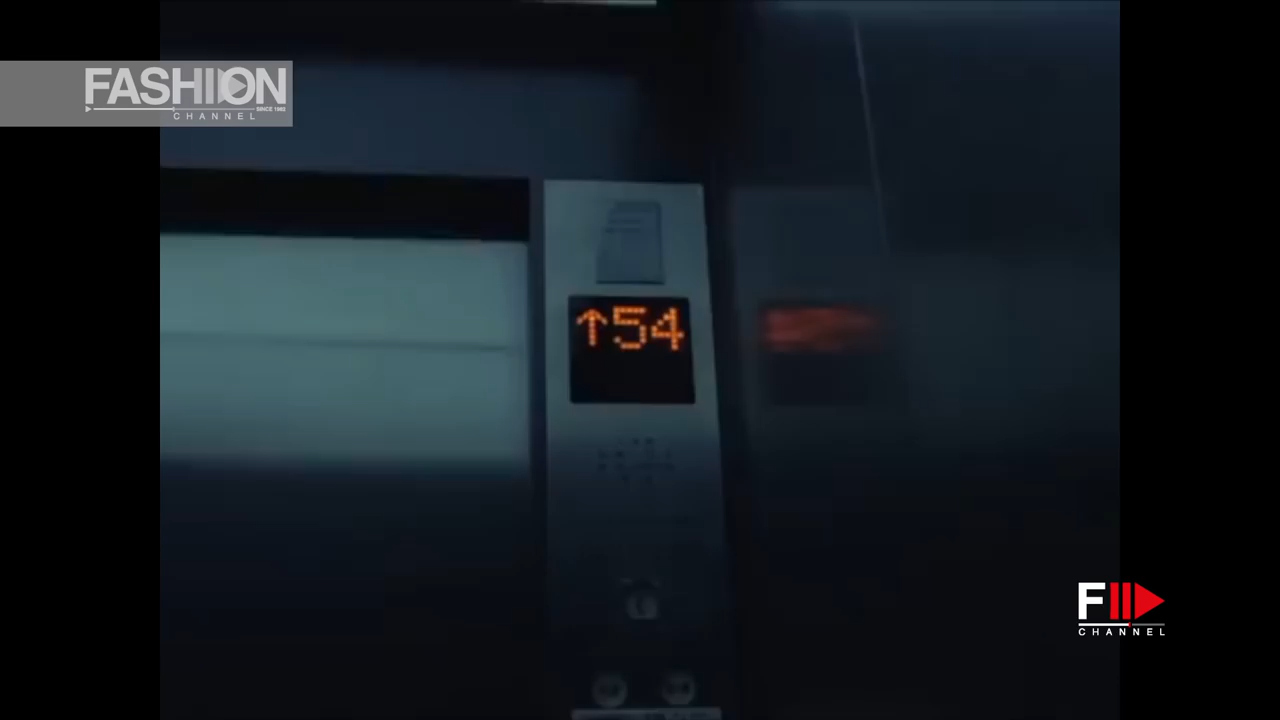 FASHION
SINCE 1983
CHANNEL
↑54
F
CHANNEL